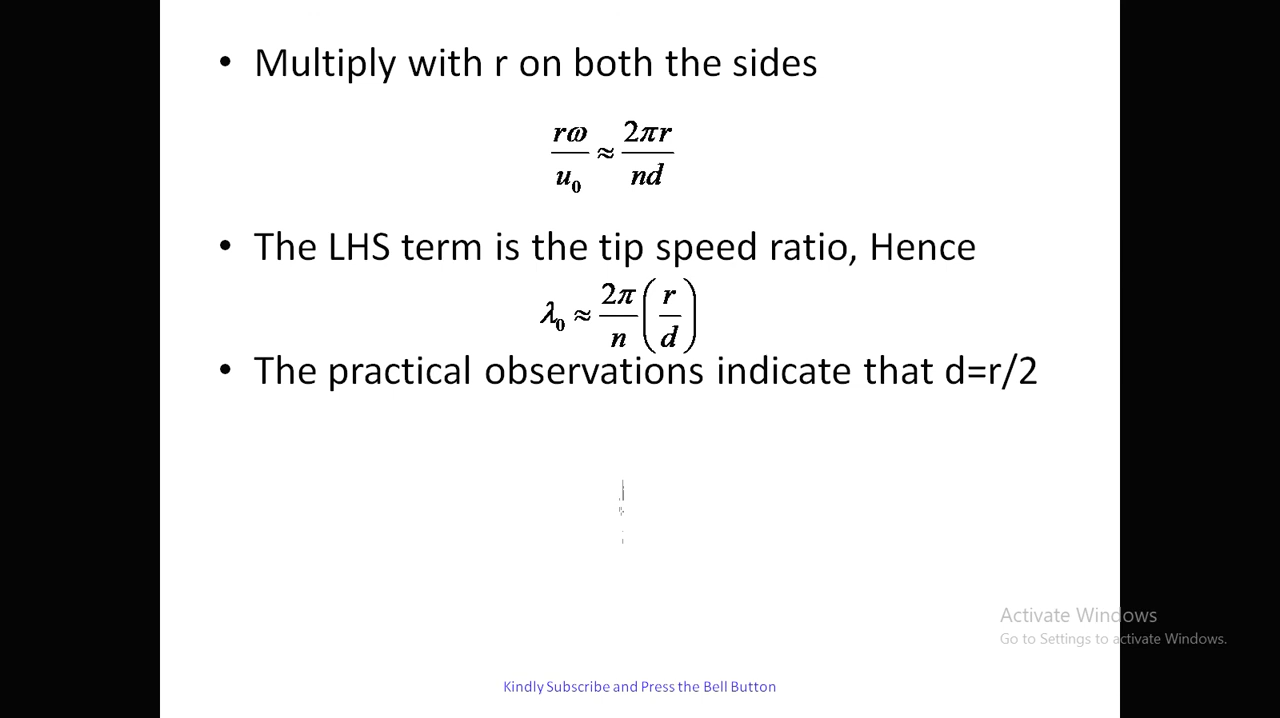 • Multiply with r on both the sides
rω/u₀ ≈ 2πr/nd
• The LHS term is the tip speed ratio, Hence
λ₀ ≈ 2π/n (r/d)
• The practical observations indicate that d=r/2
Activate Windows
Go to Settings to activate Windows.
Kindly Subscribe and Press the Bell Button